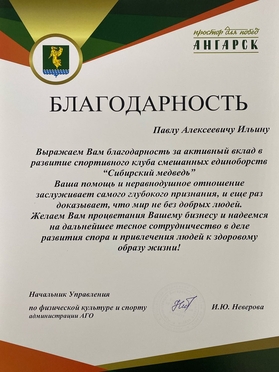 простор для побед
АНГАРСК
БЛАГОДАРНОСТЬ
Павлу Алексеевичу Ильину
Выражаем Вам благодарность за активный вклад в
развитие спортивного клуба смешанных единоборств
“Сибирский медведь”
Ваша помощь и неравнодушное отношение
заслуживает самого глубокого признания, и еще раз
доказывает, что мир не без добрых людей.
Желаем Вам процветания Вашему бизнесу и надеемся
на дальнейшее тесное сотрудничество в деле
развития спора и привлечения людей к здоровому
образу жизни!
Начальник Управления
по физической культуре и спорту
администрации АГО
И.Ю. Неверова